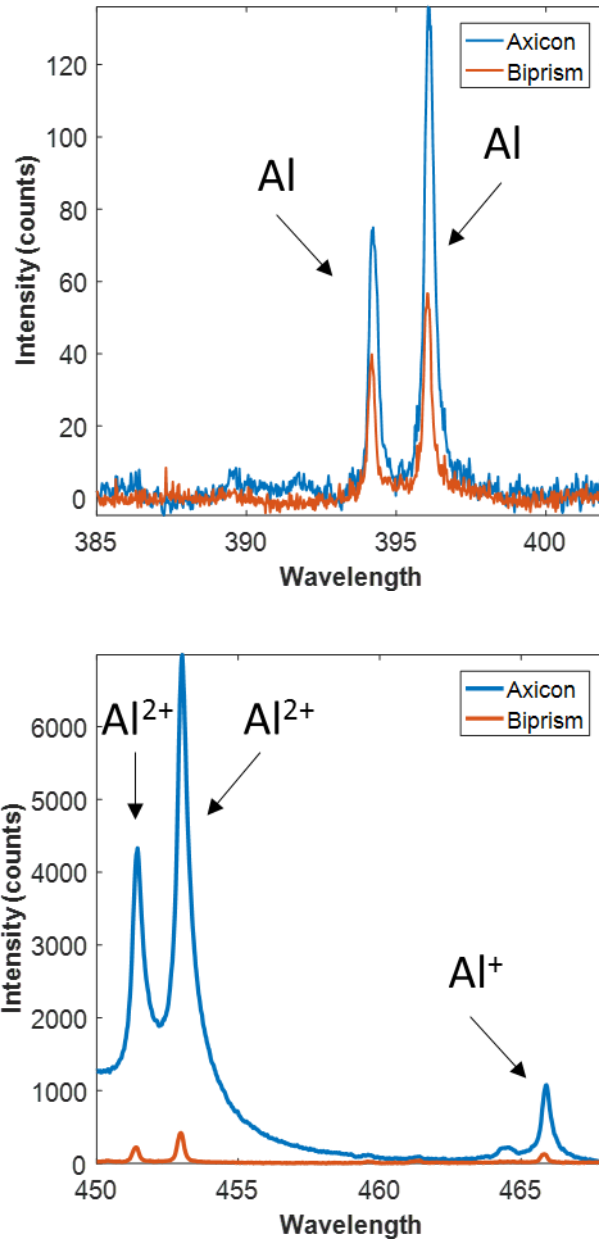 120
100
80
60
40
20
0
Intensity (counts)
Axicon
Biprism
Al
Al
385
390
395
400
Wavelength
6000
5000
4000
3000
2000
1000
0
Intensity (counts)
Axicon
Biprism
Al²⁺
Al²⁺
Al⁺
450
455
460
465
Wavelength